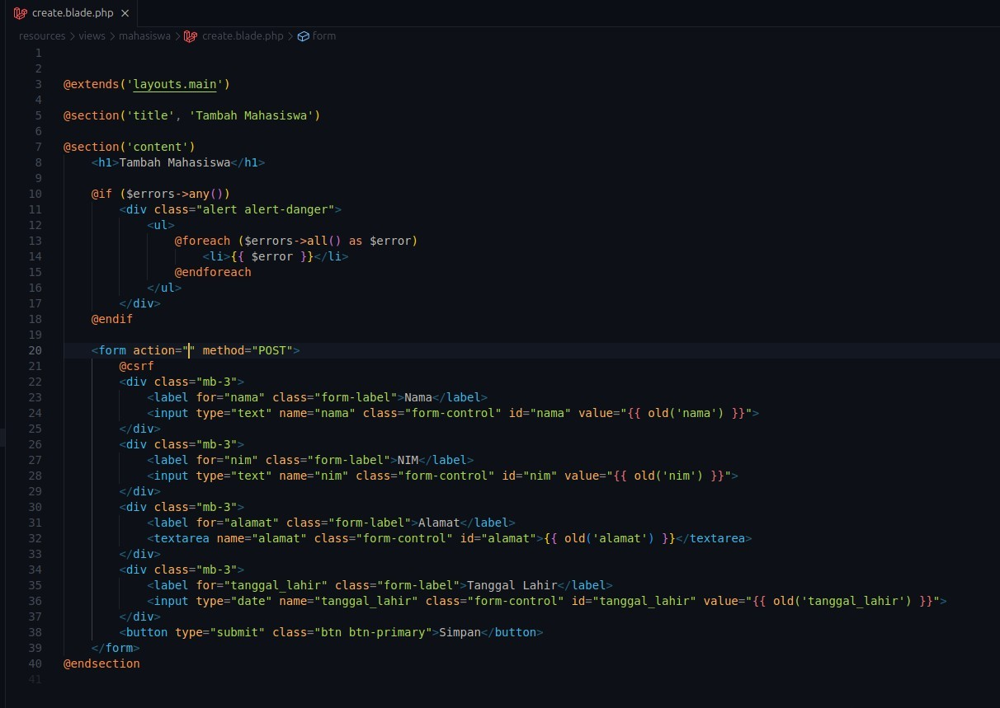 create.blade.php
resources > views > mahasiswa > create.blade.php > form
1
2
3 @extends('layouts.main')
4
5 @section('title', 'Tambah Mahasiswa')
6
7 @section('content')
8     <h1>Tambah Mahasiswa</h1>
9
10     @if ($errors->any())
11         <div class="alert alert-danger">
12             <ul>
13                 @foreach ($errors->all() as $error)
14                     <li>{{ $error }}</li>
15                 @endforeach
16             </ul>
17         </div>
18     @endif
19
20     <form action="" method="POST">
21         @csrf
22         <div class="mb-3">
23             <label for="nama" class="form-label">Nama</label>
24             <input type="text" name="nama" class="form-control" id="nama" value="{{ old('nama') }}">
25         </div>
26         <div class="mb-3">
27             <label for="nim" class="form-label">NIM</label>
28             <input type="text" name="nim" class="form-control" id="nim" value="{{ old('nim') }}">
29         </div>
30         <div class="mb-3">
31             <label for="alamat" class="form-label">Alamat</label>
32             <textarea name="alamat" class="form-control" id="alamat">{{ old('alamat') }}</textarea>
33         </div>
34         <div class="mb-3">
35             <label for="tanggal_lahir" class="form-label">Tanggal Lahir</label>
36             <input type="date" name="tanggal_lahir" class="form-control" id="tanggal_lahir" value="{{ old('tanggal_lahir') }}">
37         </div>
38         <button type="submit" class="btn btn-primary">Simpan</button>
39     </form>
40 @endsection
41